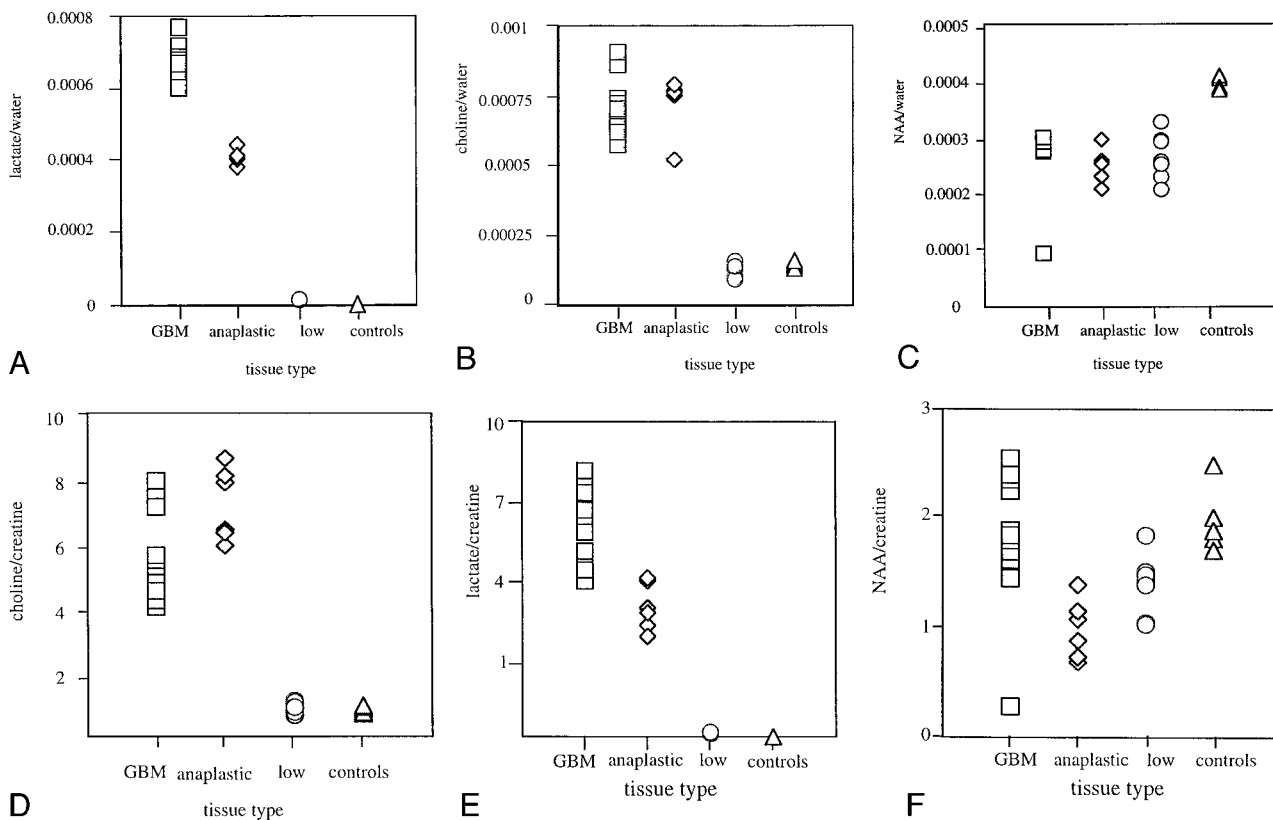 lactate/water
0.0008
0.0006
0.0004
0.0002
0
GBM anaplastic low controls
tissue type
A
choline/water
0.001
0.00075
0.0005
0.00025
0
GBM anaplastic low controls
tissue type
B
NAA/water
0.0005
0.0004
0.0003
0.0002
0.0001
0
GBM anaplastic low controls
tissue type
C
choline/creatine
10
8
6
4
2
GBM anaplastic low controls
tissue type
D
lactate/creatine
10
7
4
1
GBM anaplastic low controls
tissue type
E
NAA/creatine
3
2
1
0
GBM anaplastic low controls
tissue type
F